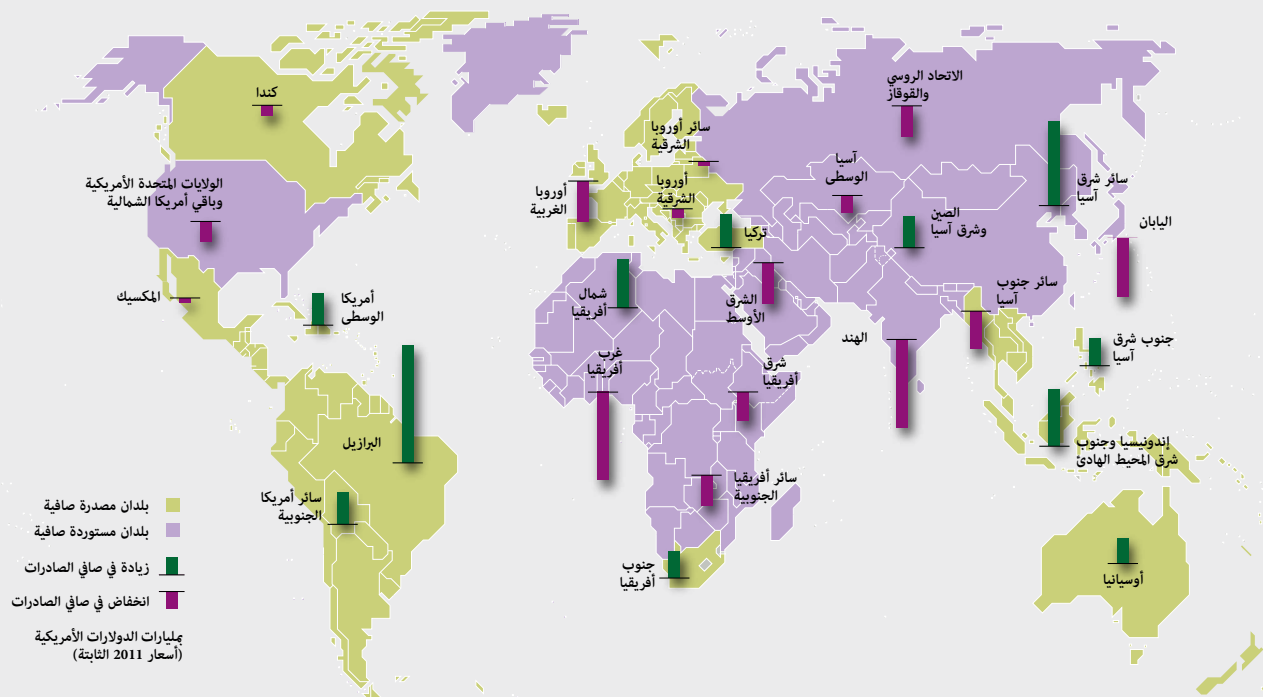 كندا
الولايات المتحدة الأمريكية
وباقي أمريكا الشمالية
المكسيك
أمريكا
الوسطى
البرازيل
سائر أمريكا
الجنوبية
سائر أوروبا
الشرقية
أوروبا
الشرقية
أوروبا
الغربية
تركيا
شمال
أفريقيا
الشرق
الأوسط
غرب
أفريقيا
شرق
أفريقيا
سائر أفريقيا
الجنوبية
جنوب
أفريقيا
الاتحاد الروسي
والقوقاز
آسيا
الوسطى
الصين
وشرق آسيا
سائر شرق
آسيا
اليابان
سائر جنوب
آسيا
الهند
جنوب شرق
آسيا
إندونيسيا وجنوب
شرق المحيط الهادئ
أوسيانيا
بلدان مصدرة صافية
بلدان مستوردة صافية
زيادة في صافي الصادرات
انخفاض في صافي الصادرات
بمليارات الدولارات الأمريكية
(أسعار 2011 الثابتة)